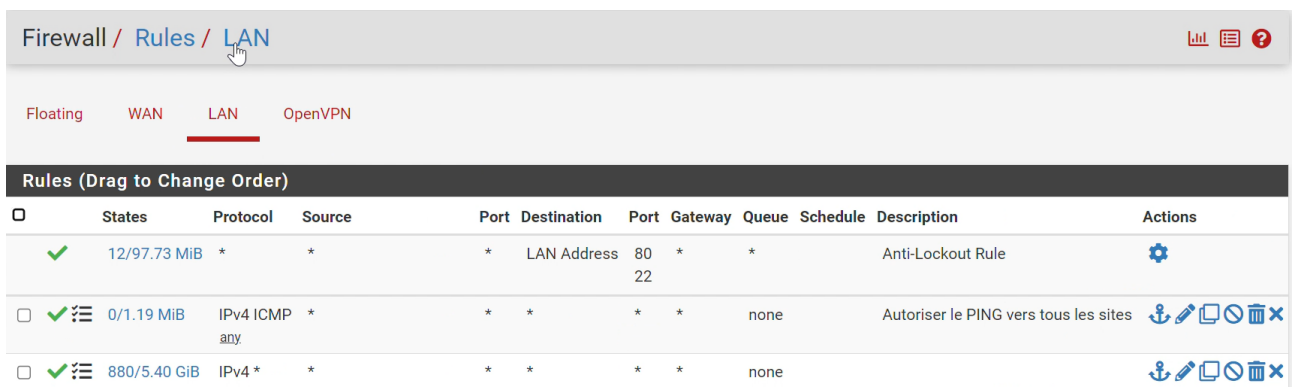 Firewall / Rules / LAN
Floating WAN LAN OpenVPN
Rules (Drag to Change Order)
States Protocol Source Port Destination Port Gateway Queue Schedule Description Actions
12/97.73 MiB * * * LAN Address 80 * * Anti-Lockout Rule
22
0/1.19 MiB IPv4 ICMP * * * * * none Autoriser le PING vers tous les sites
any
880/5.40 GiB IPv4 * * * * * * none